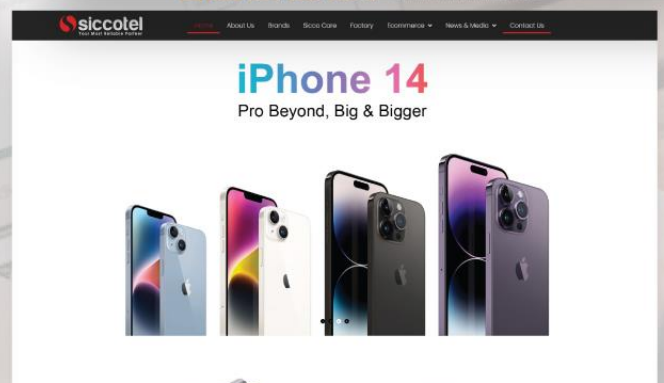 siccotel
Your Most Reliable Partner
Home About Us Brands Sicco Care Factory Tcommerce News & Media Contact Us
iPhone 14
Pro Beyond, Big & Bigger